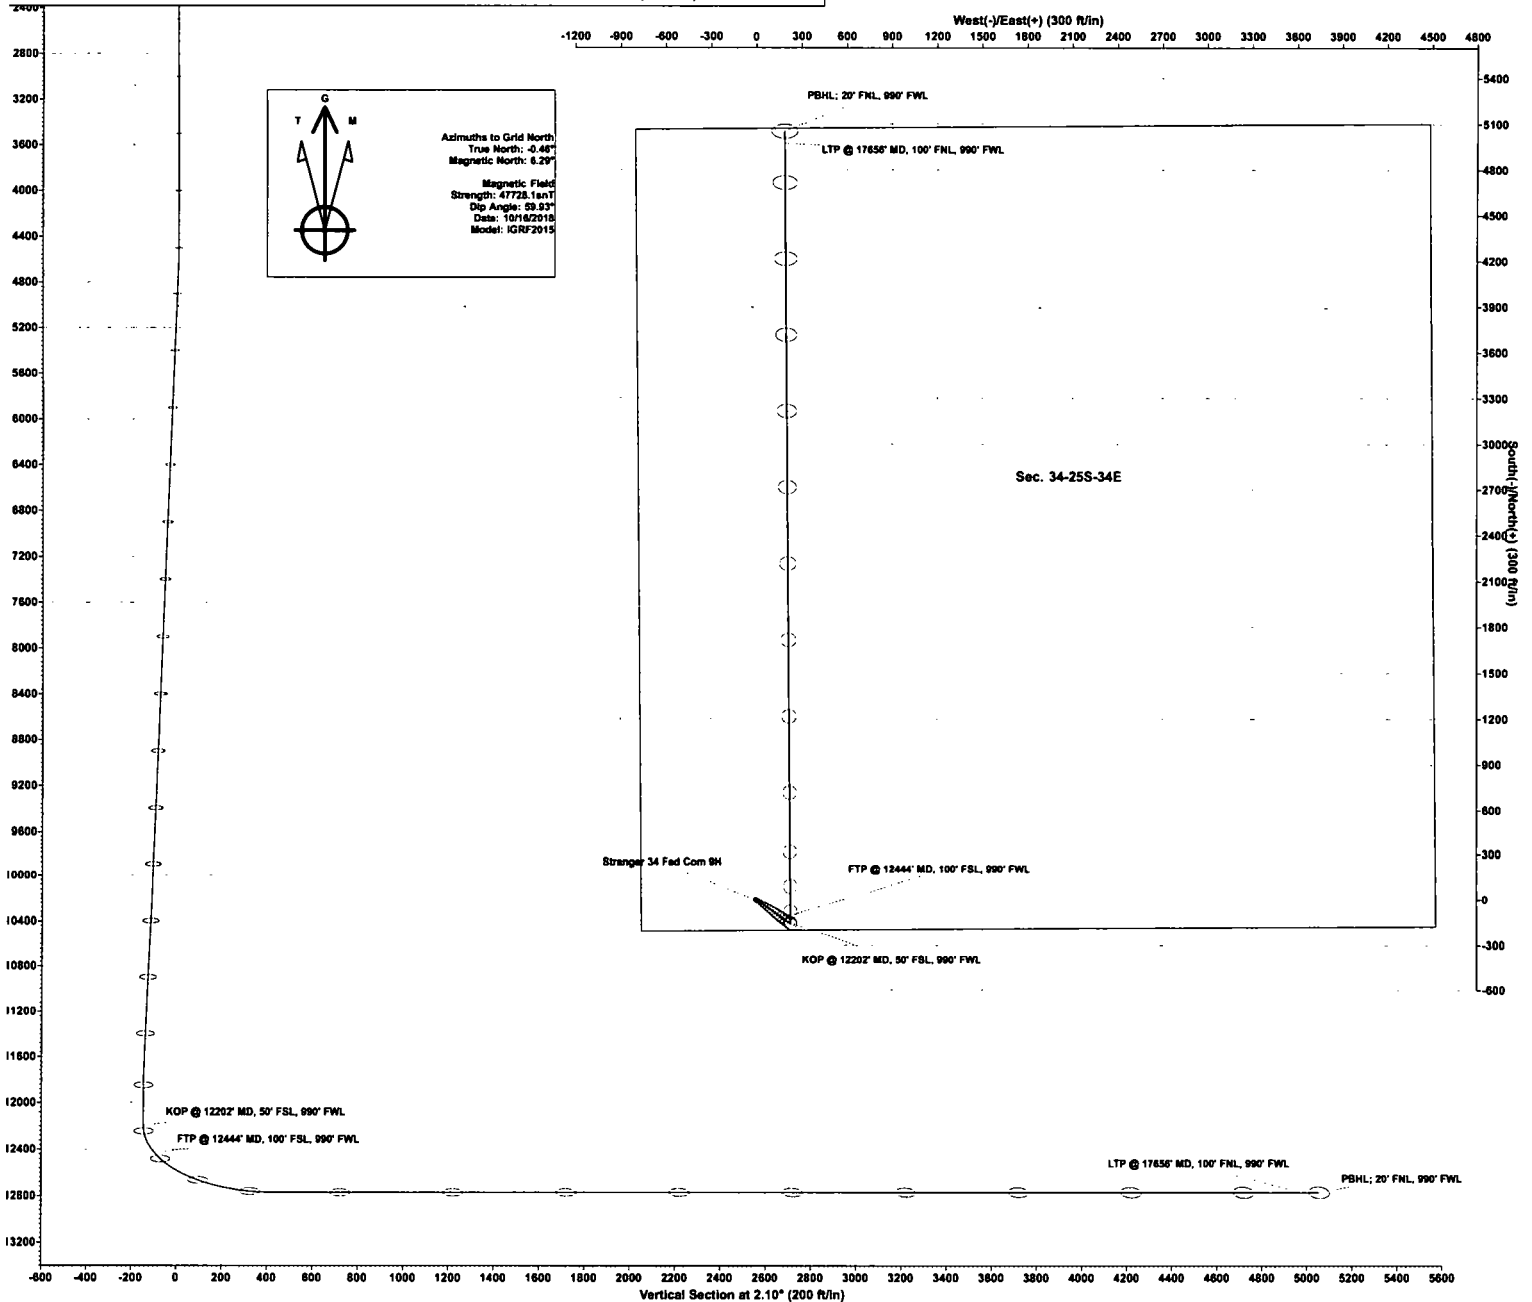 West(-)/East(+) (300 ft/in)
-1200 -900 -600 -300 0 300 600 900 1200 1500 1800 2100 2400 2700 3000 3300 3600 3900 4200 4500 4800
2400
2800
3200
3600
4000
4400
4800
5200
5600
6000
6400
6800
7200
7600
8000
8400
8800
9200
9600
10000
10400
10800
11200
11600
12000
12400
12800
13200
G
T M
Azimuths to Grid North
True North: -0.46°
Magnetic North: 6.29°
Magnetic Field
Strength: 47728.1snT
Dip Angle: 59.93°
Date: 10/16/2018
Model: IGRF2015
PBHL; 20' FNL, 990' FWL
LTP @ 17656' MD, 100' FNL, 990' FWL
Sec. 34-25S-34E
Stranger 34 Fed Com 9H
FTP @ 12444' MD, 100' FSL, 990' FWL
KOP @ 12202' MD, 50' FSL, 990' FWL
5400
5100
4800
4500
4200
3900
3600
3300
3000
2700
2400
2100
1800
1500
1200
900
600
300
0
-300
-600
South(-)/North(+) (300 ft/in)
KOP @ 12202' MD, 50' FSL, 990' FWL
FTP @ 12444' MD, 100' FSL, 990' FWL
LTP @ 17656' MD, 100' FNL, 990' FWL
PBHL; 20' FNL, 990' FWL
-600 -400 -200 0 200 400 600 800 1000 1200 1400 1600 1800 2000 2200 2400 2600 2800 3000 3200 3400 3600 3800 4000 4200 4400 4600 4800 5000 5200 5400 5600
Vertical Section at 2.10° (200 ft/in)